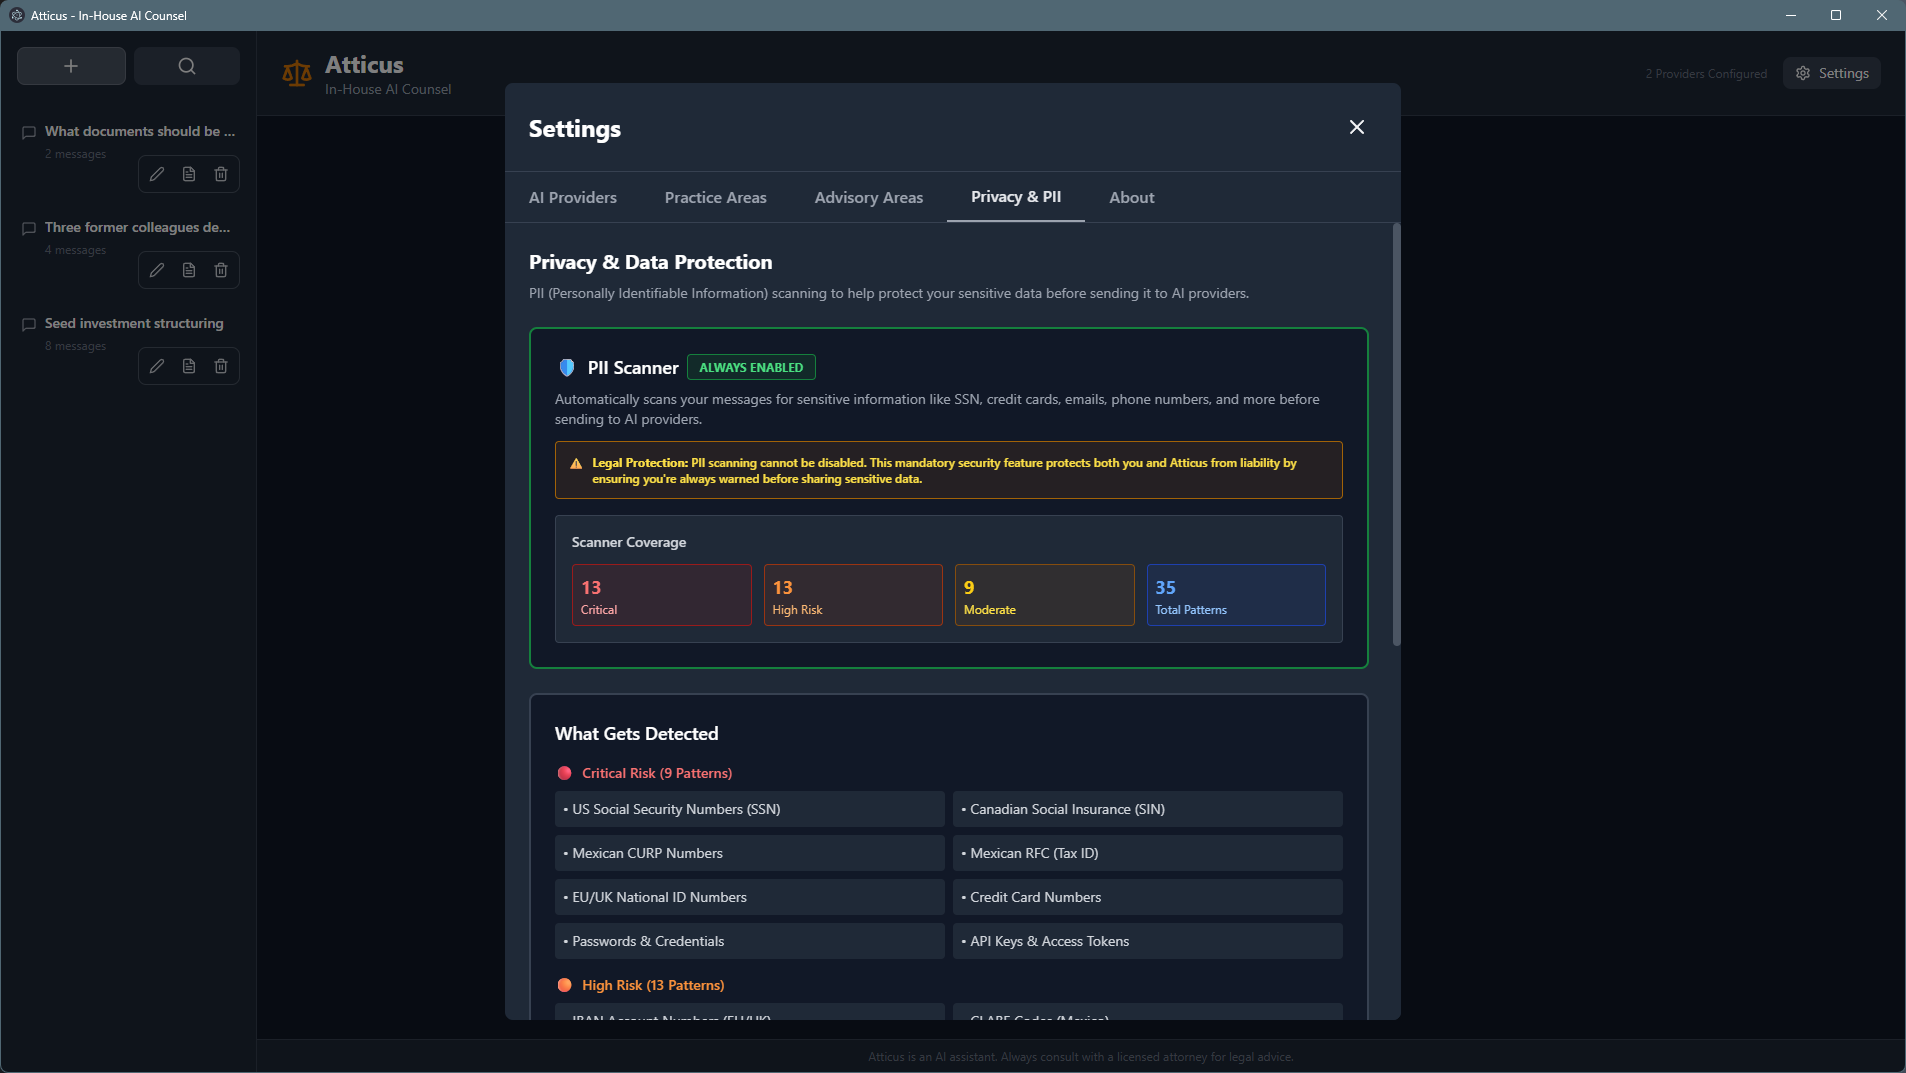 Atticus - In-House AI Counsel
Atticus
In-House AI Counsel
2 Providers Configured
Settings
What documents should be ...
2 messages
Three former colleagues de...
4 messages
Seed investment structuring
8 messages
Settings
AI Providers
Practice Areas
Advisory Areas
Privacy & PII
About
Privacy & Data Protection
PII (Personally Identifiable Information) scanning to help protect your sensitive data before sending it to AI providers.
PII Scanner
ALWAYS ENABLED
Automatically scans your messages for sensitive information like SSN, credit cards, emails, phone numbers, and more before
sending to AI providers.
Legal Protection: PII scanning cannot be disabled. This mandatory security feature protects both you and Atticus from liability by
ensuring you're always warned before sharing sensitive data.
Scanner Coverage
13
Critical
13
High Risk
9
Moderate
35
Total Patterns
What Gets Detected
Critical Risk (9 Patterns)
• US Social Security Numbers (SSN)
• Canadian Social Insurance (SIN)
• Mexican CURP Numbers
• Mexican RFC (Tax ID)
• EU/UK National ID Numbers
• Credit Card Numbers
• Passwords & Credentials
• API Keys & Access Tokens
High Risk (13 Patterns)
IBAN Account Numbers (EU/UK)
CLABE Codes (Mexico)
Atticus is an AI assistant. Always consult with a licensed attorney for legal advice.